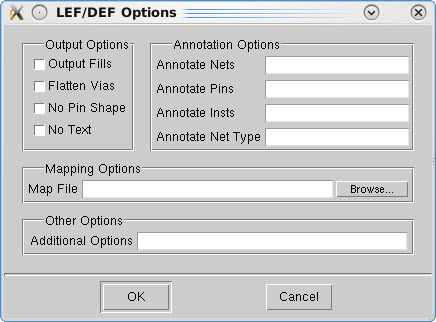 LEF/DEF Options
Output Options
Output Fills
Flatten Vias
No Pin Shape
No Text
Annotation Options
Annotate Nets
Annotate Pins
Annotate Insts
Annotate Net Type
Mapping Options
Map File
Browse...
Other Options
Additional Options
OK
Cancel